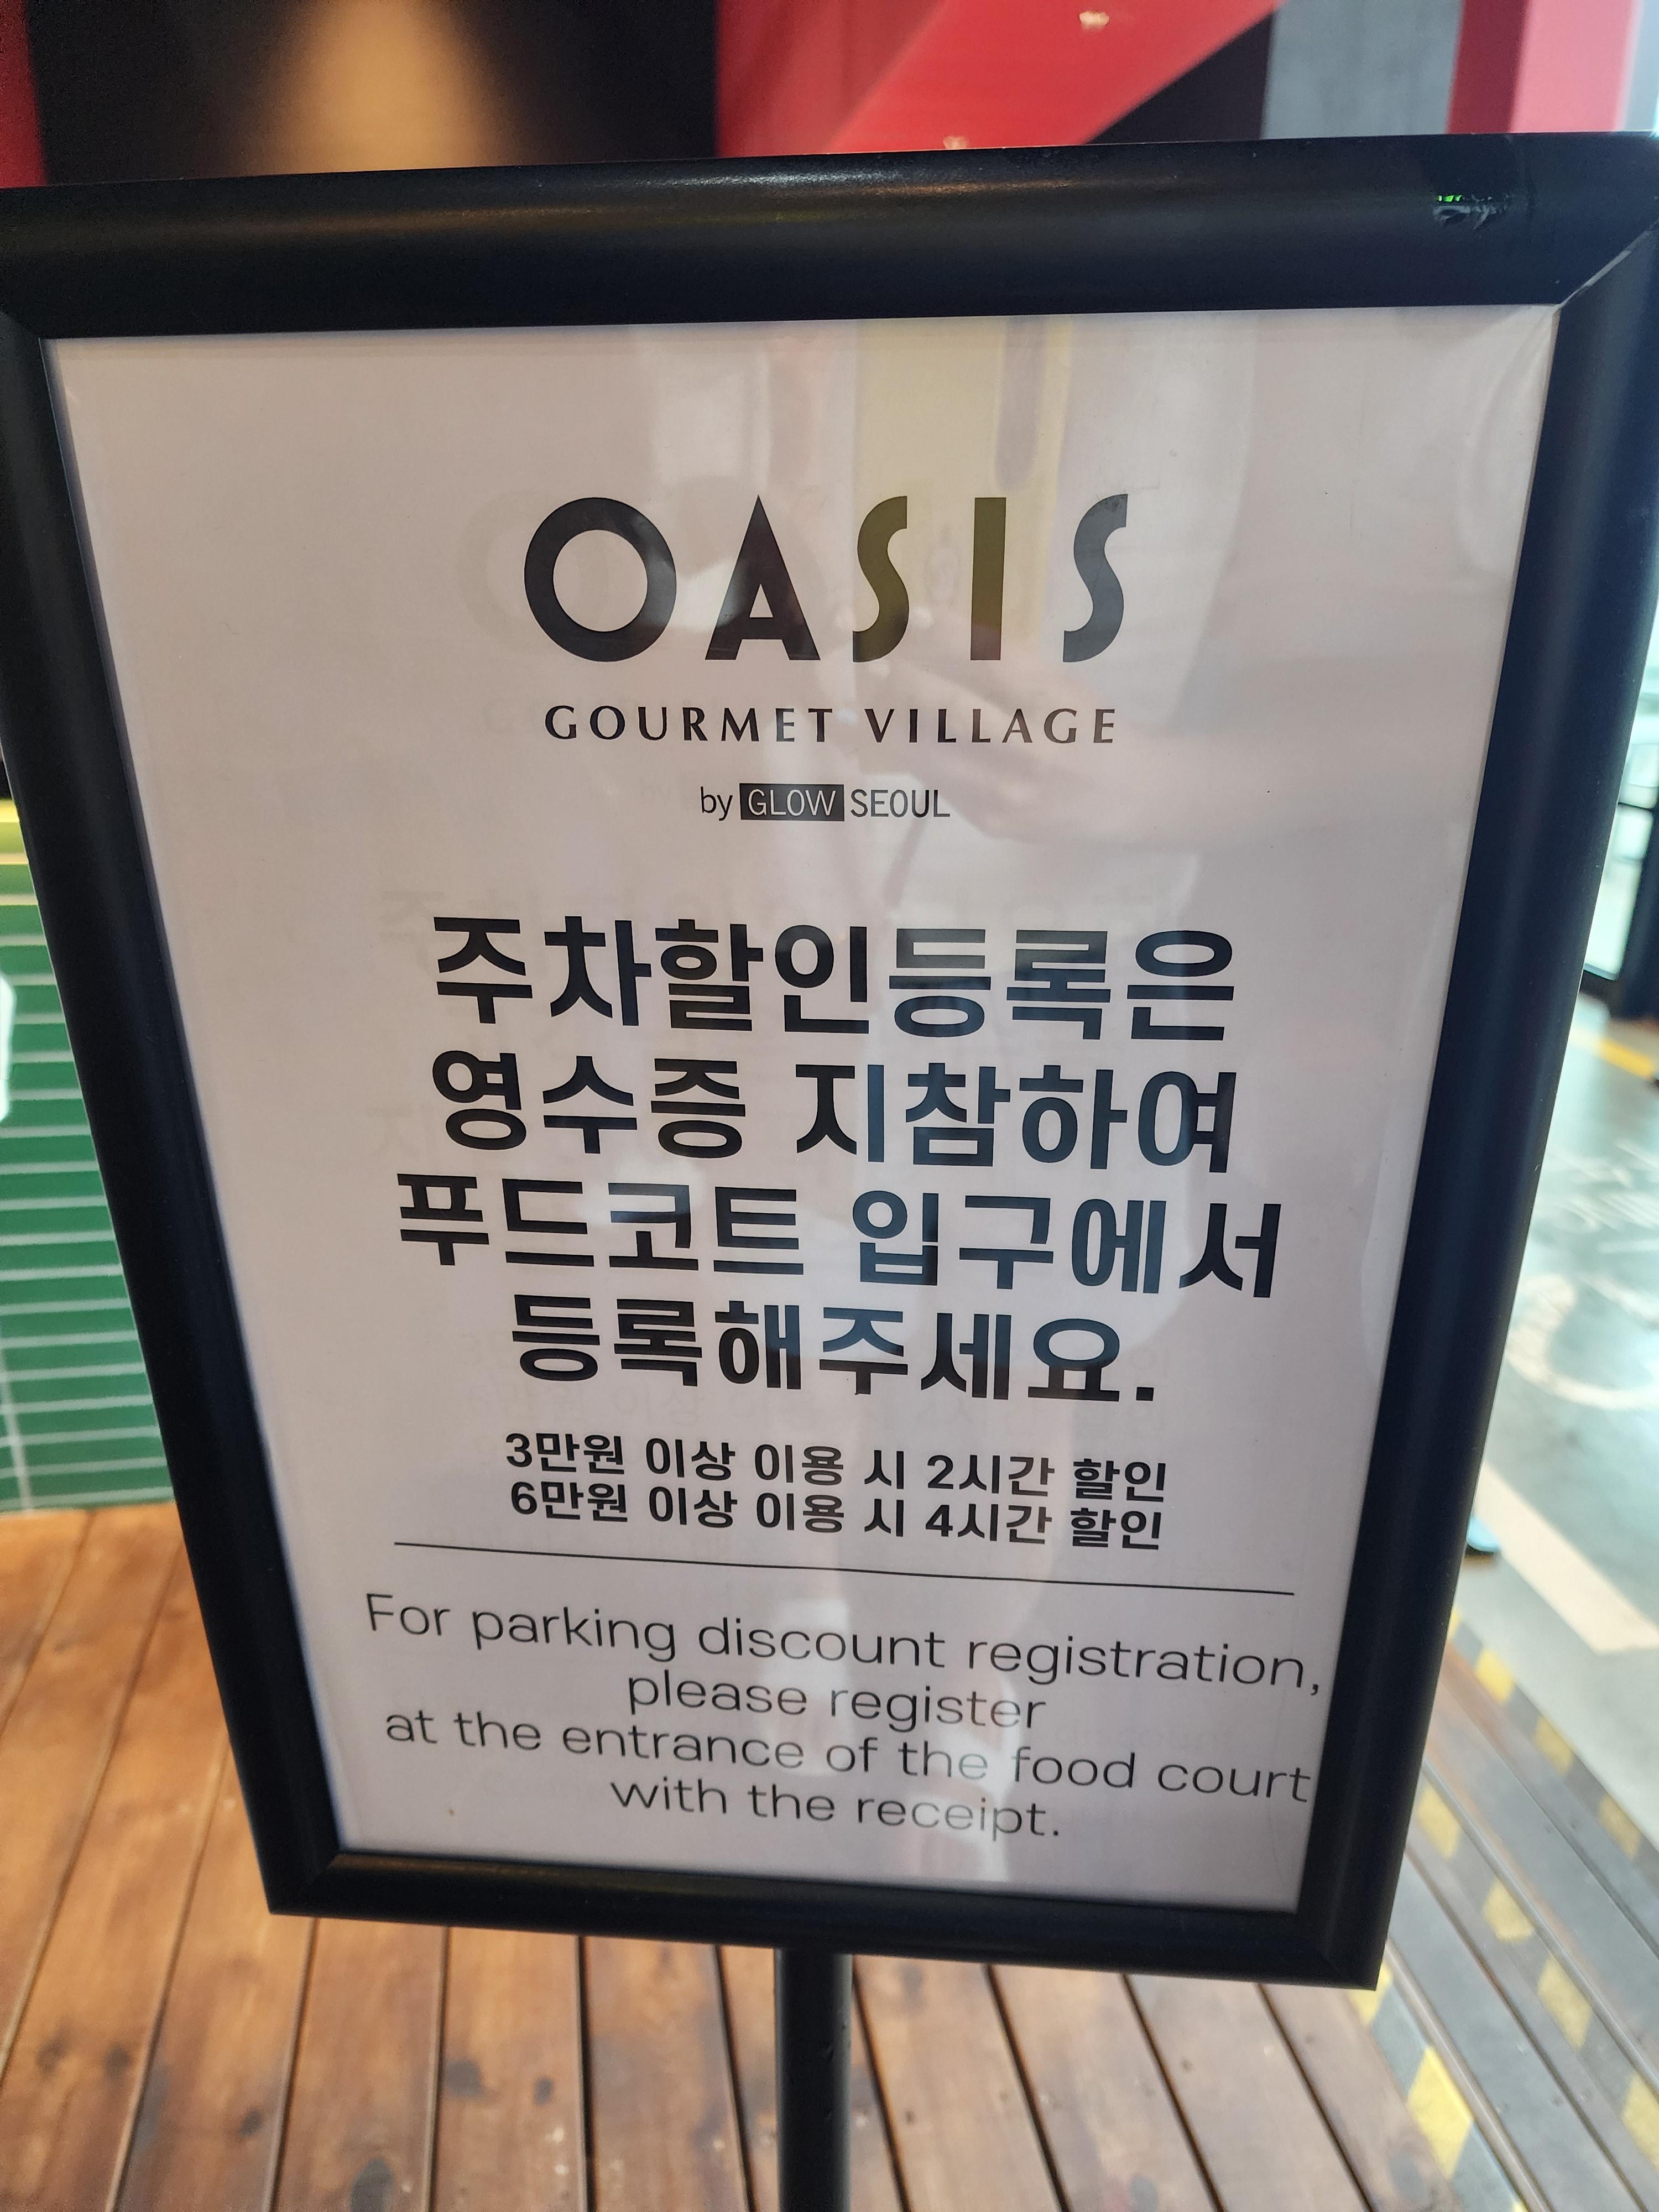 OASIS
GOURMET VILLAGE
by GLOW SEOUL
주차할인등록은
영수증 지참하여
푸드코트 입구에서
등록해주세요.
3만원 이상 이용 시 2시간 할인
6만원 이상 이용 시 4시간 할인
For parking discount registration,
please register
at the entrance of the food court
with the receipt.